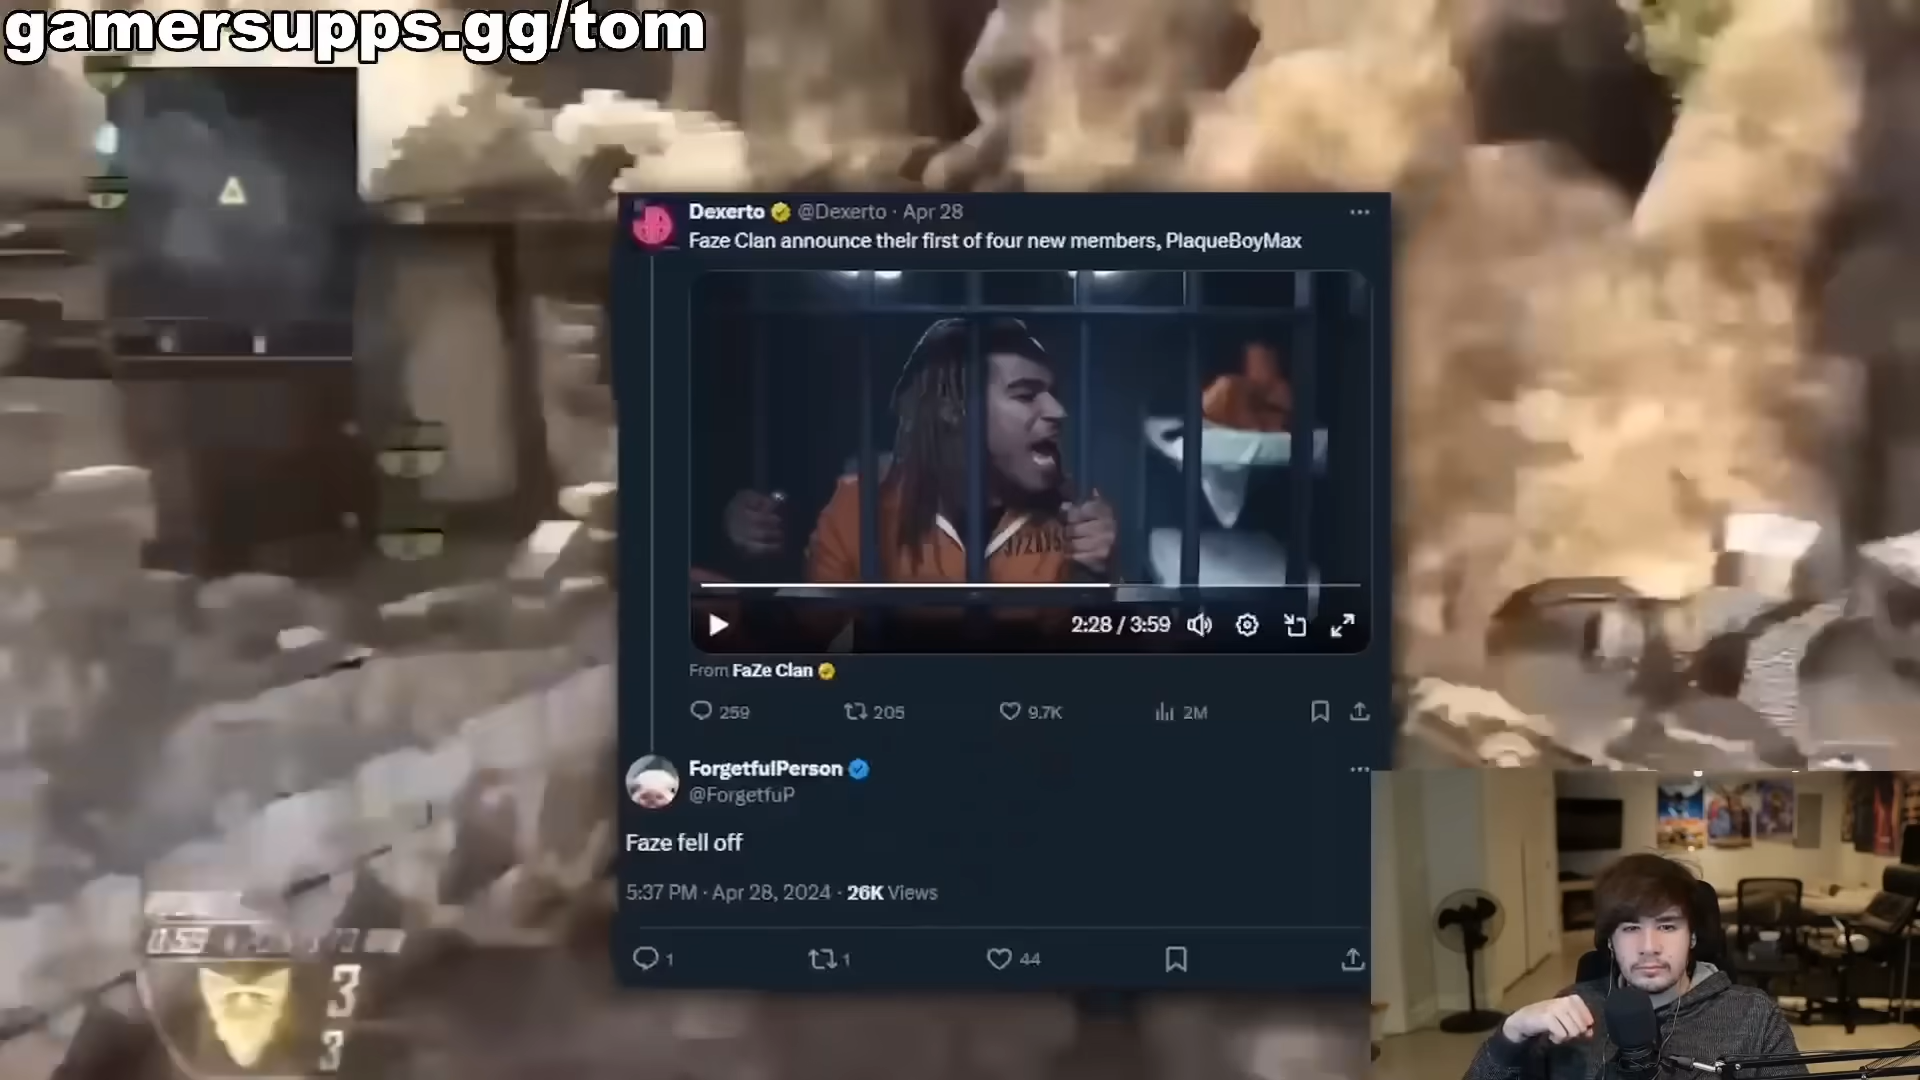 gamersupps.gg/tom
Dexerto @Dexerto · Apr 28
Faze Clan announce their first of four new members, PlaqueBoyMax
2:28 / 3:59
From FaZe Clan
259 205 9.7K 2M
ForgetfulPerson
@ForgetfuP
Faze fell off
5:37 PM · Apr 28, 2024 · 26K Views
1 1 44
3
3